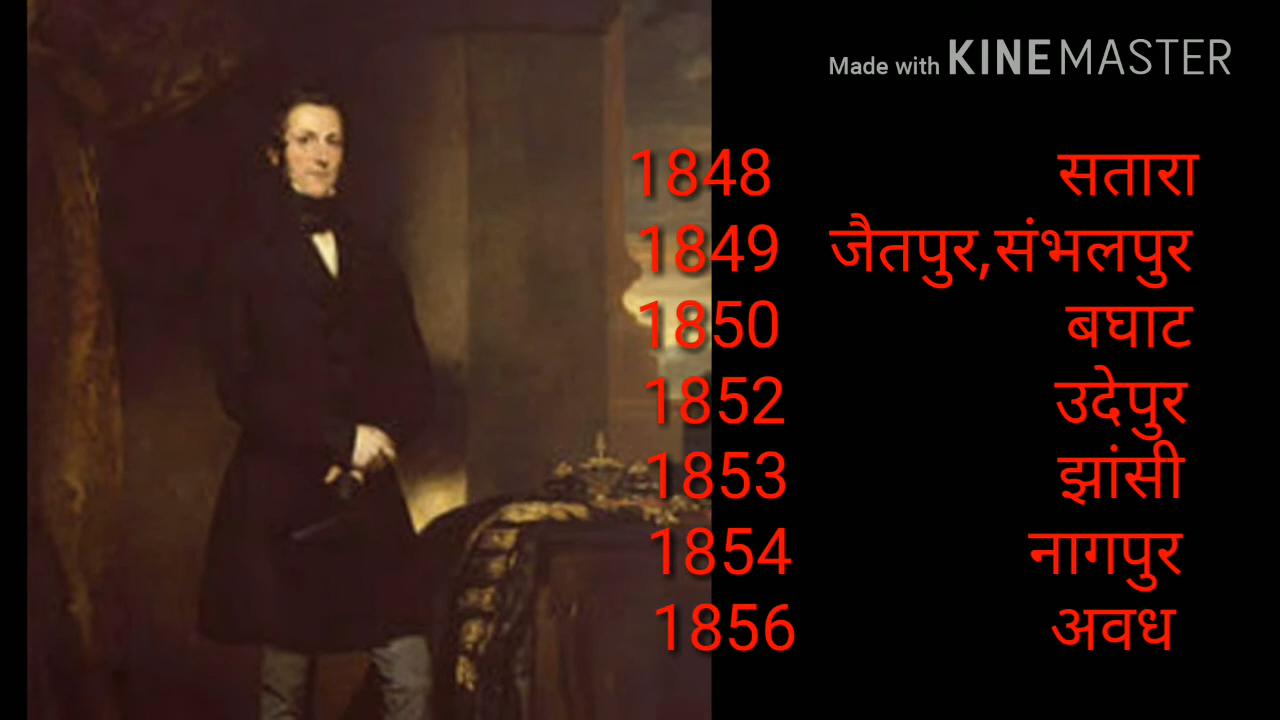 Made with KINEMASTER
1848 सतारा
1849 जैतपुर,संभलपुर
1850 बघाट
1852 उदेपुर
1853 झांसी
1854 नागपुर
1856 अवध